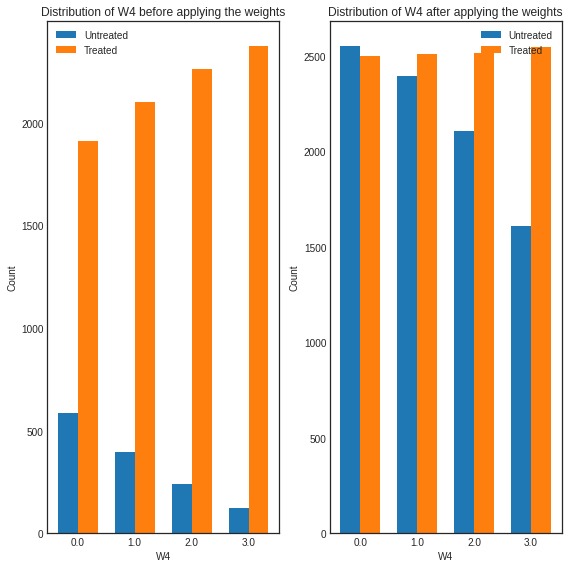 Distribution of W4 before applying the weights
Untreated
Treated
2000
1500
1000
500
0
Count
0.0 1.0 2.0 3.0
W4
Distribution of W4 after applying the weights
Untreated
Treated
2500
2000
1500
1000
500
0
Count
0.0 1.0 2.0 3.0
W4